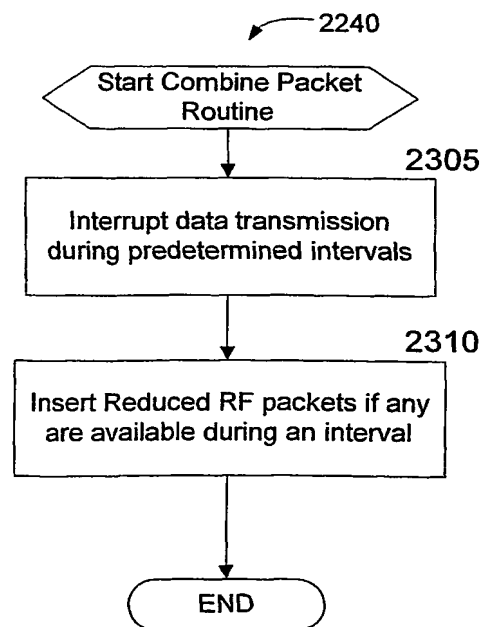 2240
Start Combine Packet
Routine
2305
Interrupt data transmission
during predetermined intervals
2310
Insert Reduced RF packets if any
are available during an interval
END